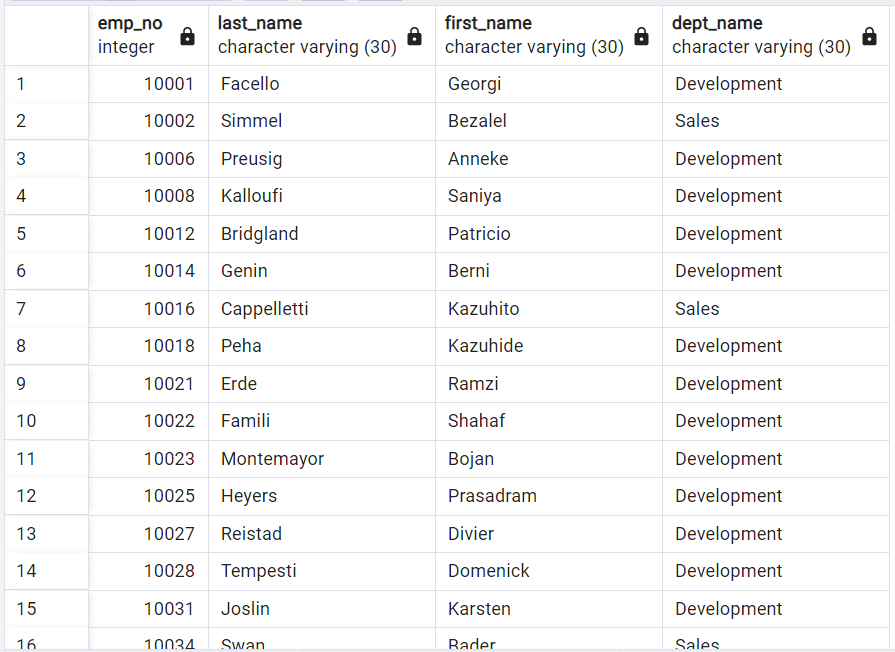 emp_no last_name first_name dept_name
integer character varying (30) character varying (30) character varying (30)
1 10001 Facello Georgi Development
2 10002 Simmel Bezalel Sales
3 10006 Preusig Anneke Development
4 10008 Kalloufi Saniya Development
5 10012 Bridgland Patricio Development
6 10014 Genin Berni Development
7 10016 Cappelletti Kazuhito Sales
8 10018 Peha Kazuhide Development
9 10021 Erde Ramzi Development
10 10022 Famili Shahaf Development
11 10023 Montemayor Bojan Development
12 10025 Heyers Prasadram Development
13 10027 Reistad Divier Development
14 10028 Tempesti Domenick Development
15 10031 Joslin Karsten Development
16 10034 Swan Bader Sales